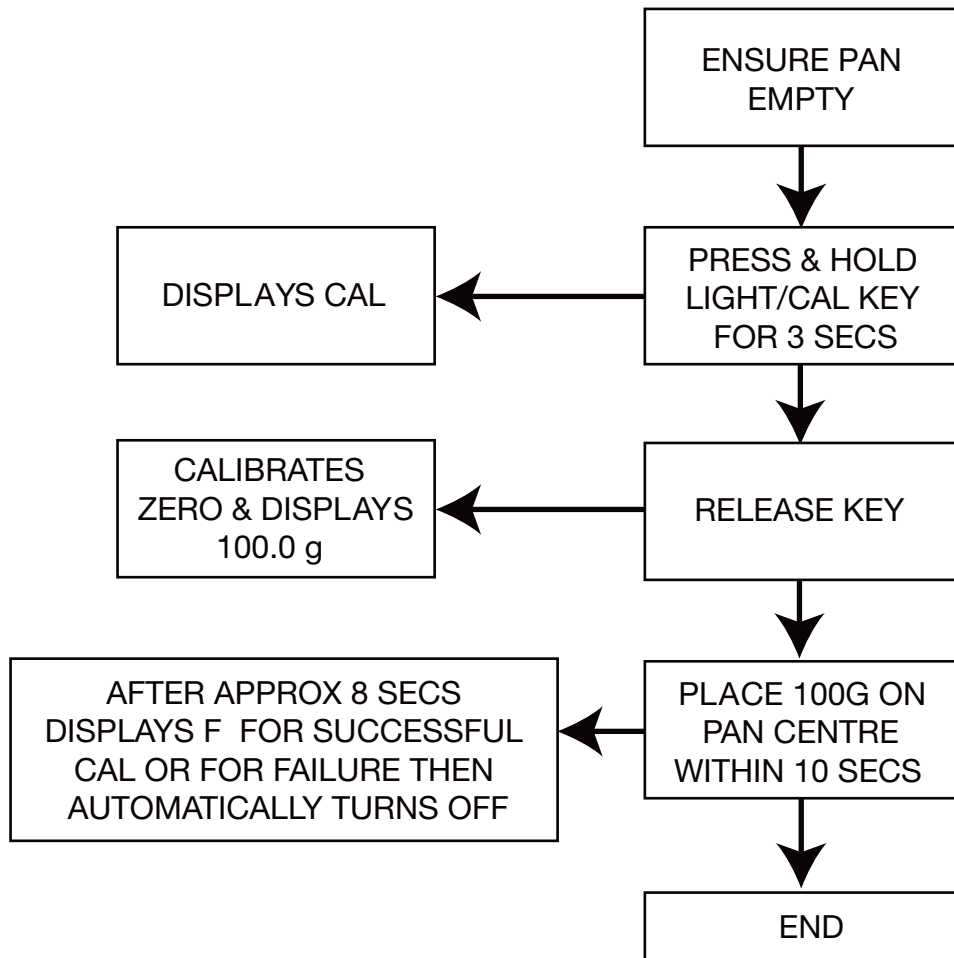 ENSURE PAN
EMPTY
DISPLAYS CAL
PRESS & HOLD
LIGHT/CAL KEY
FOR 3 SECS
CALIBRATES
ZERO & DISPLAYS
100.0 g
RELEASE KEY
AFTER APPROX 8 SECS
DISPLAYS F  FOR SUCCESSFUL
CAL OR FOR FAILURE THEN
AUTOMATICALLY TURNS OFF
PLACE 100G ON
PAN CENTRE
WITHIN 10 SECS
END